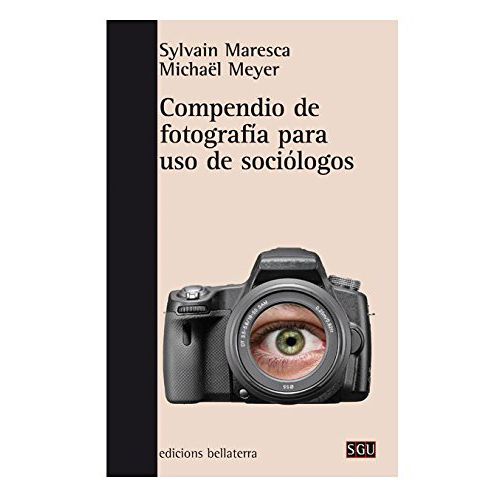 Sylvain Maresca
Michaël Meyer
Compendio de
fotografía para
uso de sociólogos
edicions bellaterra
SGU